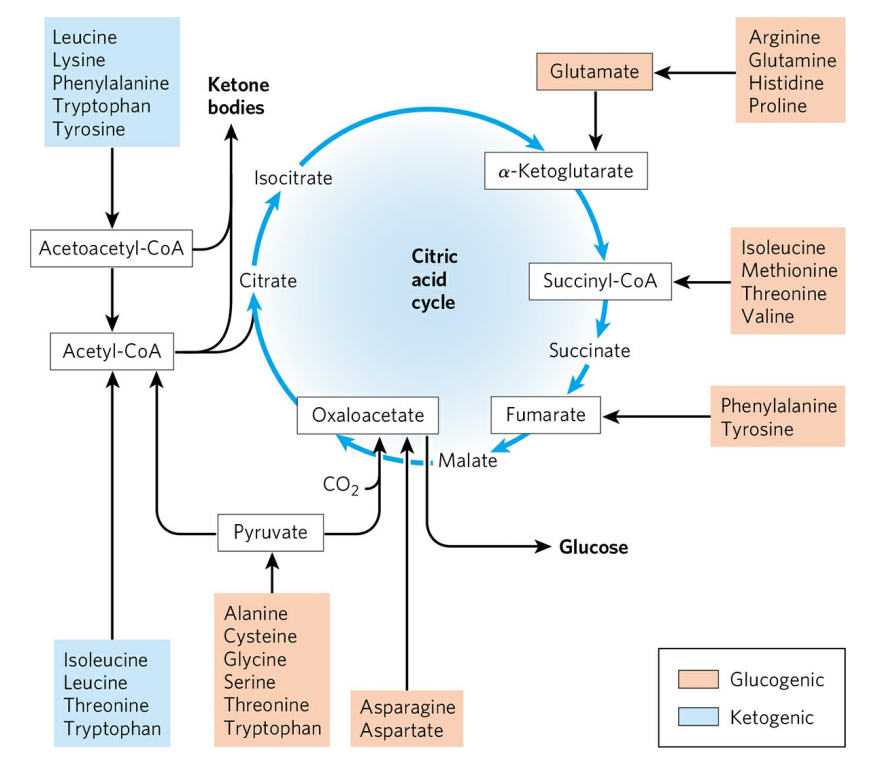 Leucine
Lysine
Phenylalanine
Tryptophan
Tyrosine
Ketone
bodies
Glutamate
Arginine
Glutamine
Histidine
Proline
Isocitrate
α-Ketoglutarate
Acetoacetyl-CoA
Citric
acid
cycle
Citrate
Succinyl-CoA
Isoleucine
Methionine
Threonine
Valine
Acetyl-CoA
Succinate
Oxaloacetate
Fumarate
Phenylalanine
Tyrosine
Malate
CO₂
Pyruvate
Glucose
Alanine
Cysteine
Glycine
Serine
Threonine
Tryptophan
Isoleucine
Leucine
Threonine
Tryptophan
Asparagine
Aspartate
Glucogenic
Ketogenic